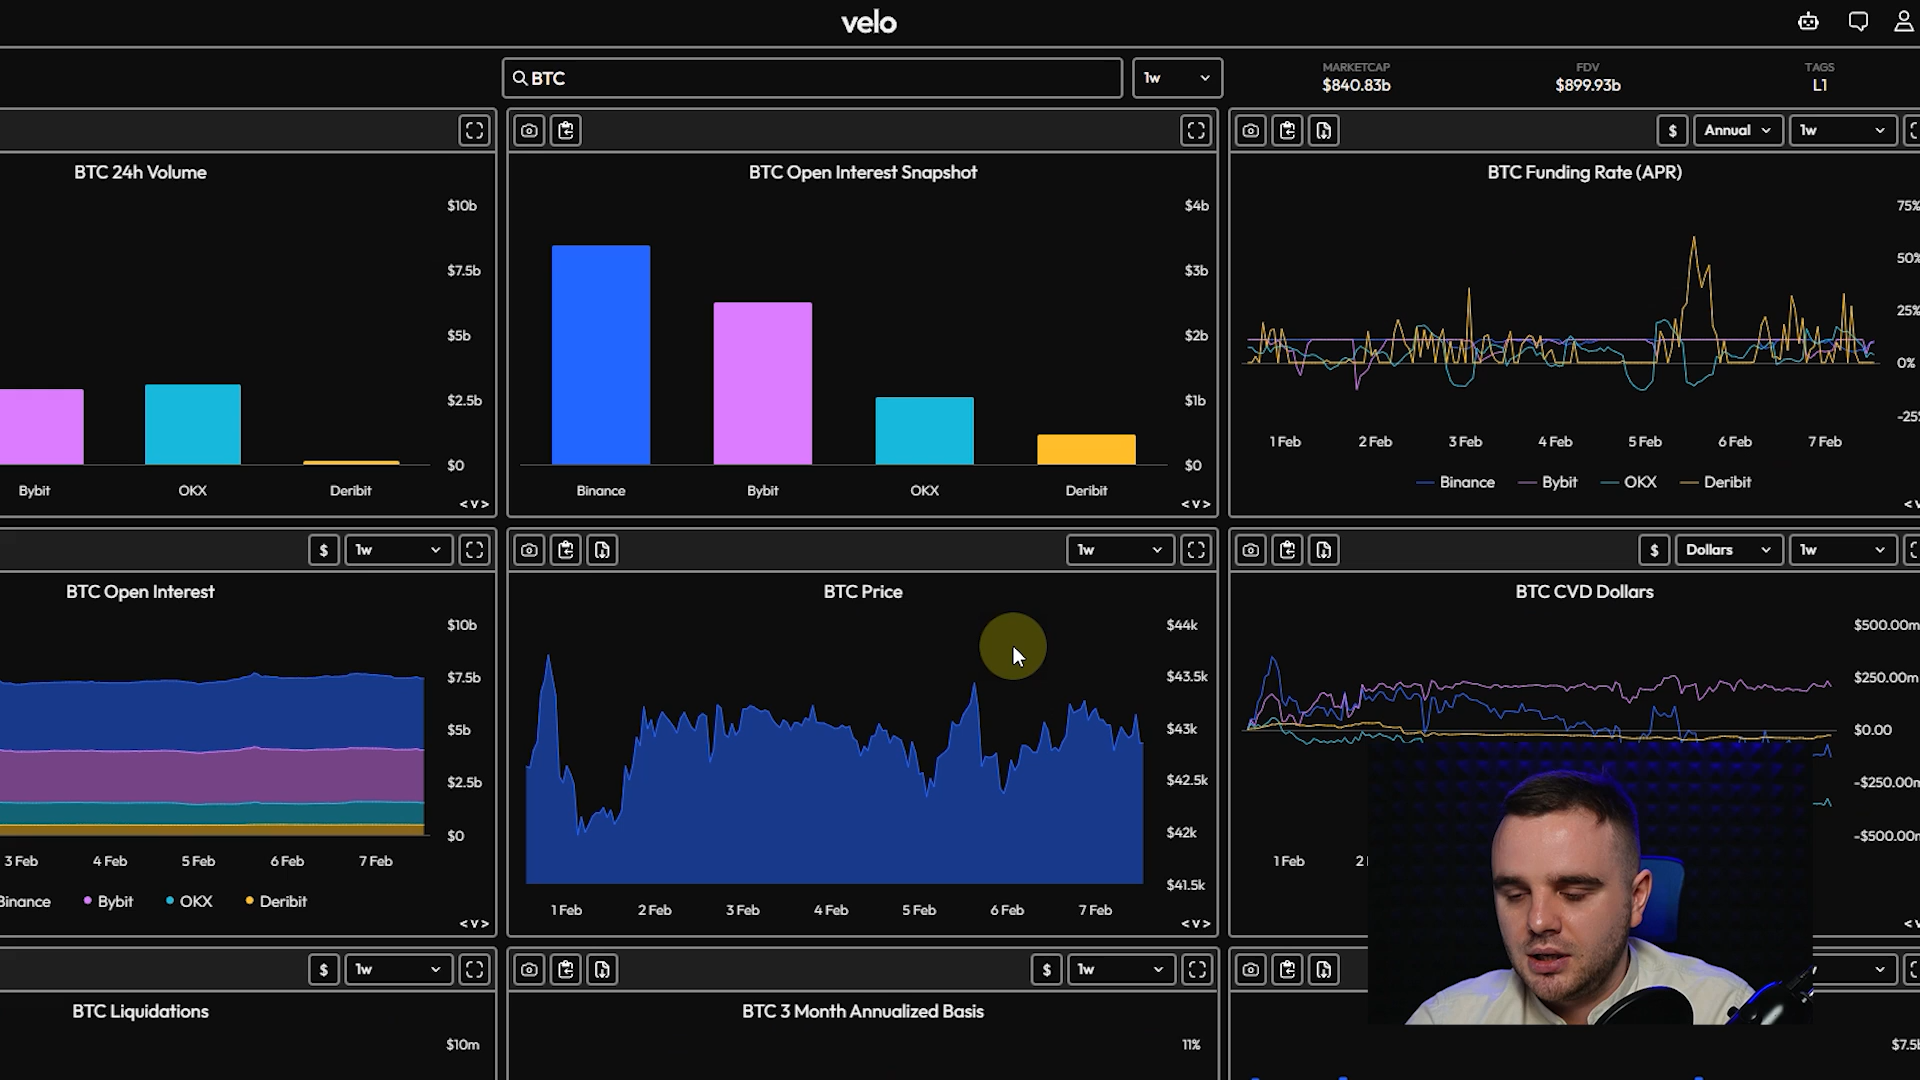 velo
BTC
1w
MARKETCAP
$840.83b
FDV
$899.93b
TAGS
L1
$
Annual
1w
BTC 24h Volume
$10b
$7.5b
$5b
$2.5b
$0
Bybit
OKX
Deribit
<v>
BTC Open Interest Snapshot
$4b
$3b
$2b
$1b
$0
Binance
Bybit
OKX
Deribit
<v>
BTC Funding Rate (APR)
75%
50%
25%
0%
-25
1 Feb
2 Feb
3 Feb
4 Feb
5 Feb
6 Feb
7 Feb
Binance
Bybit
OKX
Deribit
<v
$
1w
BTC Open Interest
$10b
$7.5b
$5b
$2.5b
$0
3 Feb
4 Feb
5 Feb
6 Feb
7 Feb
Binance
Bybit
OKX
Deribit
<v>
1w
BTC Price
$44k
$43.5k
$43k
$42.5k
$42k
$41.5k
1 Feb
2 Feb
3 Feb
4 Feb
5 Feb
6 Feb
7 Feb
<v>
$
Dollars
1w
BTC CVD Dollars
$500.00m
$250.00m
$0.00
-$250.00m
-$500.00m
1 Feb
<v
$
1w
BTC Liquidations
$10m
$
1w
BTC 3 Month Annualized Basis
11%
$7.5b